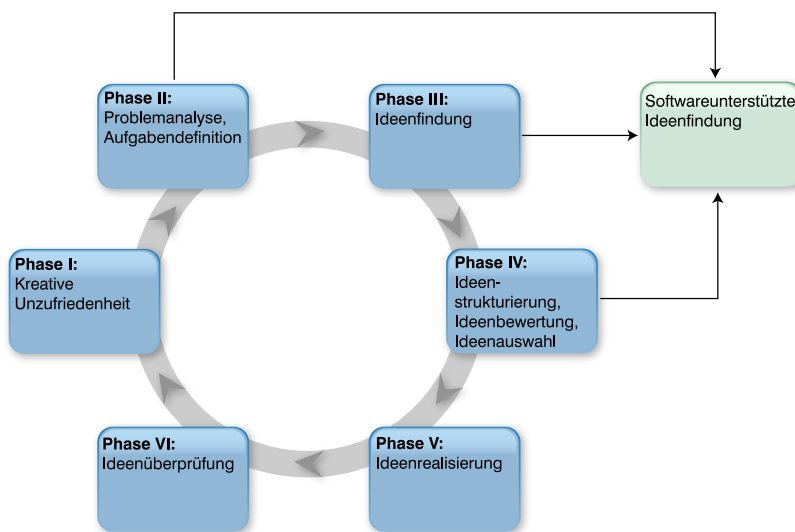 Phase II:
Problemanalyse,
Aufgabendefinition
Phase III:
Ideenfindung
Softwareunterstützte
Ideenfindung
Phase I:
Kreative
Unzufriedenheit
Phase IV:
Ideen-
strukturierung,
Ideenbewertung,
Ideenauswahl
Phase VI:
Ideenüberprüfung
Phase V:
Ideenrealisierung